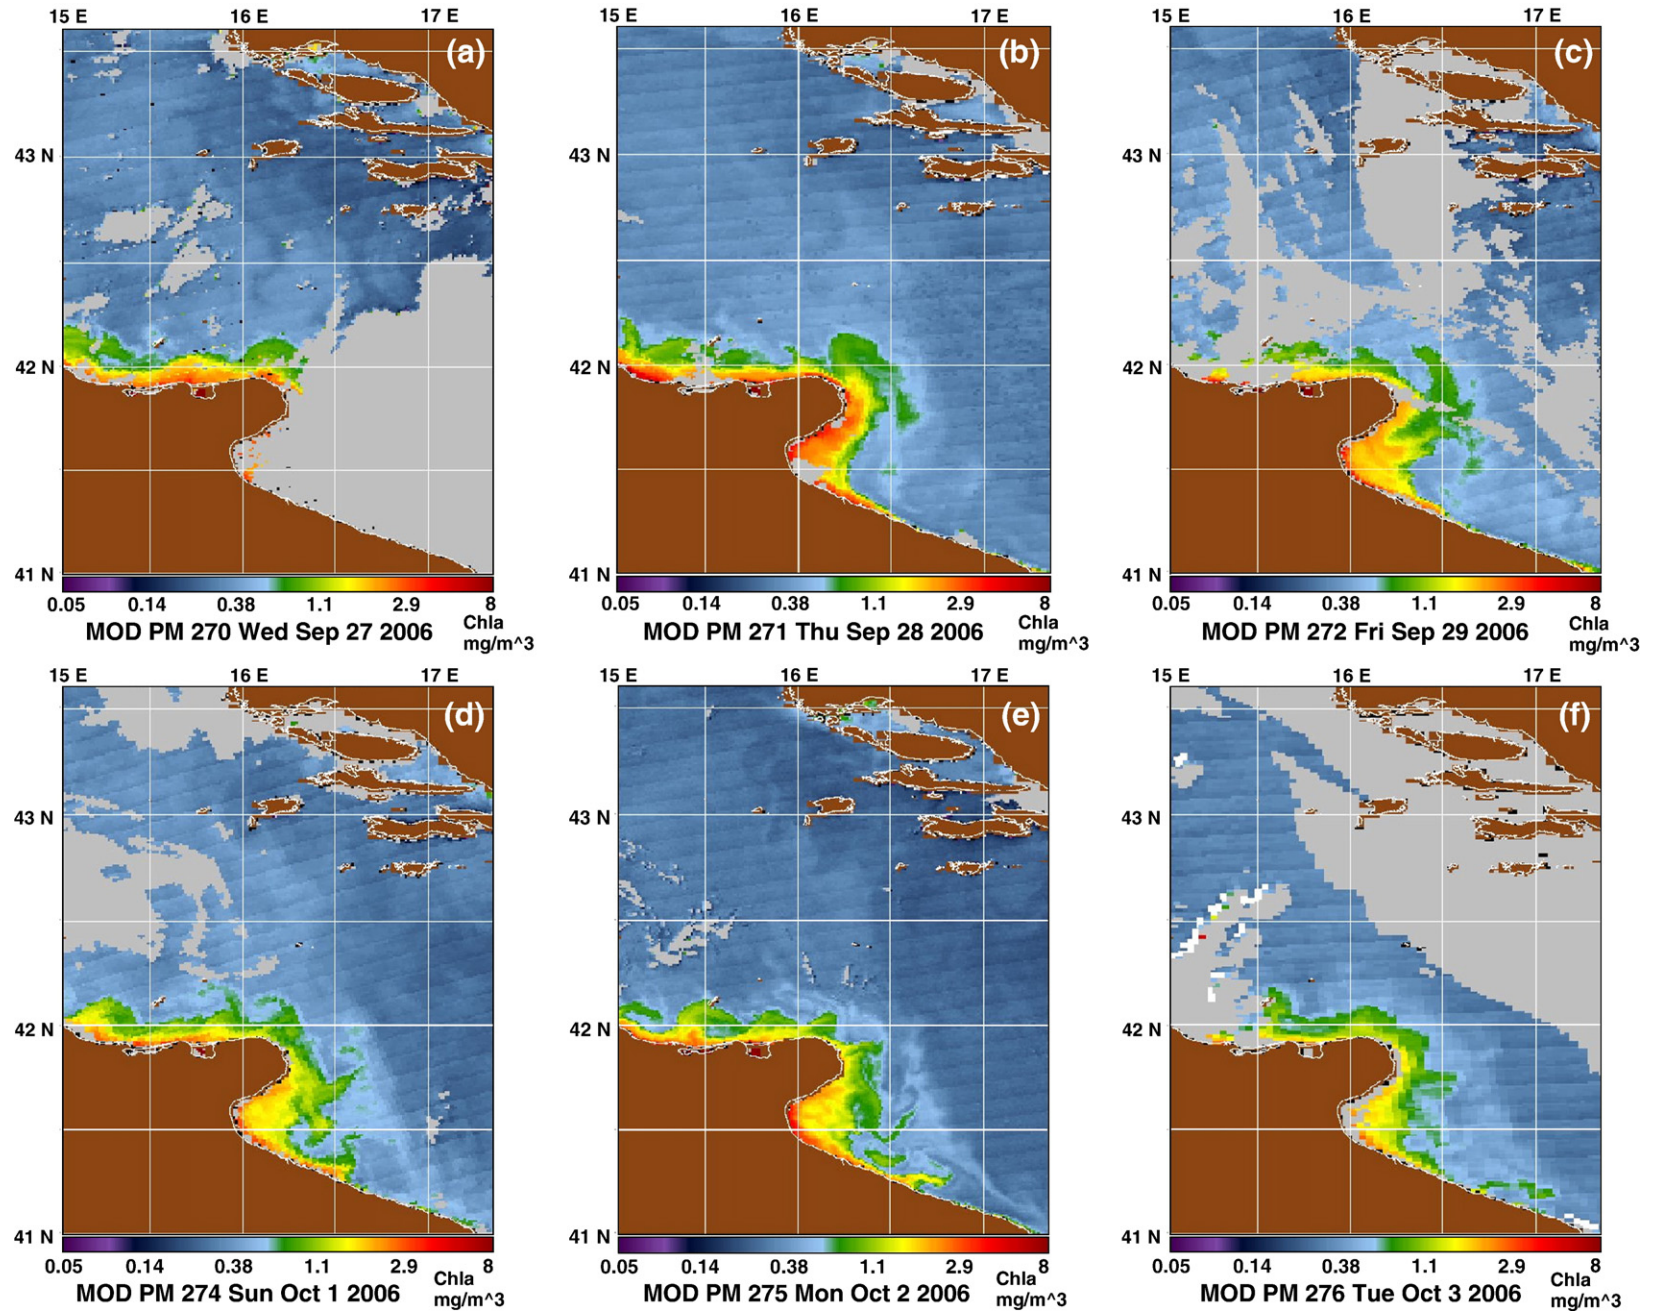 15 E 16 E 17 E
(a)
43 N
42 N
41 N
0.05 0.14 0.38 1.1 2.9 8
Chla
MOD PM 270 Wed Sep 27 2006 mg/m^3
15 E 16 E 17 E
(b)
43 N
42 N
41 N
0.05 0.14 0.38 1.1 2.9 8
Chla
MOD PM 271 Thu Sep 28 2006 mg/m^3
15 E 16 E 17 E
(c)
43 N
42 N
41 N
0.05 0.14 0.38 1.1 2.9 8
Chla
MOD PM 272 Fri Sep 29 2006 mg/m^3
15 E 16 E 17 E
(d)
43 N
42 N
41 N
0.05 0.14 0.38 1.1 2.9 8
Chla
MOD PM 274 Sun Oct 1 2006 mg/m^3
15 E 16 E 17 E
(e)
43 N
42 N
41 N
0.05 0.14 0.38 1.1 2.9 8
Chla
MOD PM 275 Mon Oct 2 2006 mg/m^3
15 E 16 E 17 E
(f)
43 N
42 N
41 N
0.05 0.14 0.38 1.1 2.9 8
Chla
MOD PM 276 Tue Oct 3 2006 mg/m^3